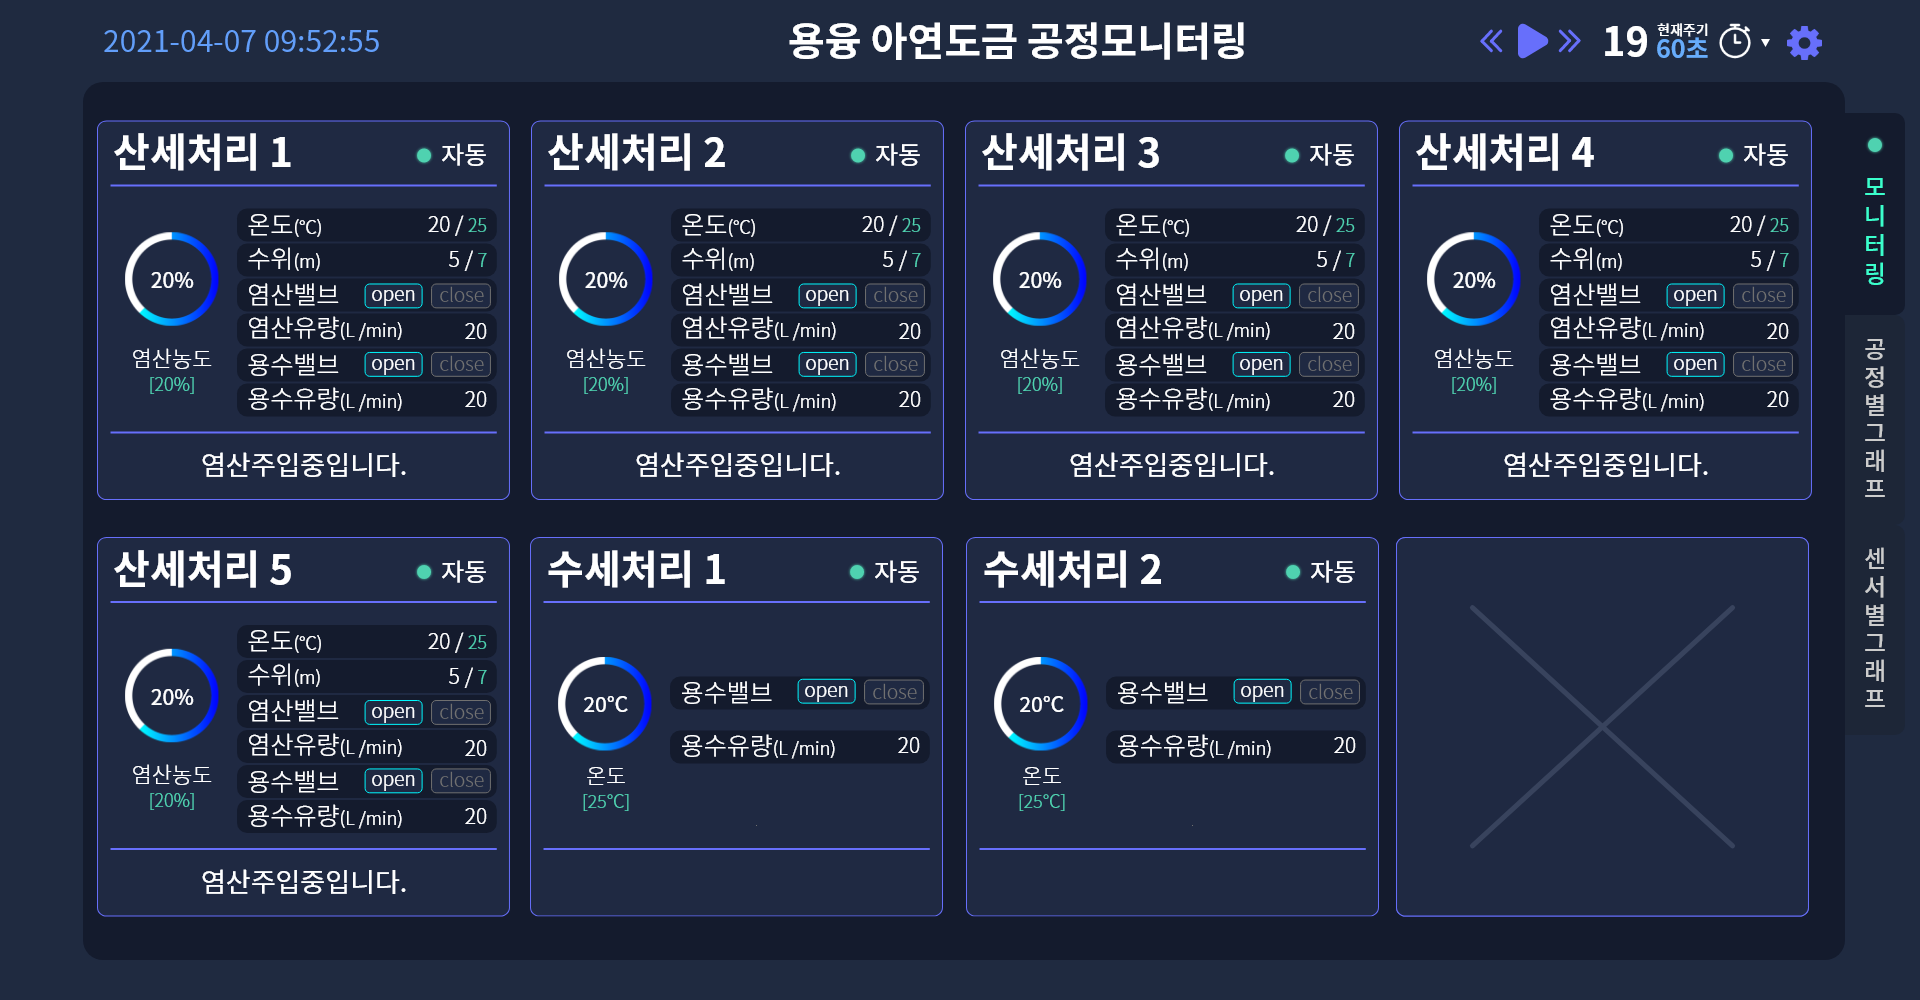 2021-04-07 09:52:55
용융 아연도금 공정모니터링
19 현재주기 60초
산세처리 1 자동
온도(℃) 20 / 25
수위(m) 5 / 7
염산밸브 open close
염산유량(L /min) 20
용수밸브 open close
용수유량(L /min) 20
20%
염산농도
[20%]
염산주입중입니다.
산세처리 2 자동
온도(℃) 20 / 25
수위(m) 5 / 7
염산밸브 open close
염산유량(L /min) 20
용수밸브 open close
용수유량(L /min) 20
20%
염산농도
[20%]
염산주입중입니다.
산세처리 3 자동
온도(℃) 20 / 25
수위(m) 5 / 7
염산밸브 open close
염산유량(L /min) 20
용수밸브 open close
용수유량(L /min) 20
20%
염산농도
[20%]
염산주입중입니다.
산세처리 4 자동
온도(℃) 20 / 25
수위(m) 5 / 7
염산밸브 open close
염산유량(L /min) 20
용수밸브 open close
용수유량(L /min) 20
20%
염산농도
[20%]
염산주입중입니다.
산세처리 5 자동
온도(℃) 20 / 25
수위(m) 5 / 7
염산밸브 open close
염산유량(L /min) 20
용수밸브 open close
용수유량(L /min) 20
20%
염산농도
[20%]
염산주입중입니다.
수세처리 1 자동
용수밸브 open close
용수유량(L /min) 20
20℃
온도
[25℃]
수세처리 2 자동
용수밸브 open close
용수유량(L /min) 20
20℃
온도
[25℃]
모니터링
공정별그래프
센서별그래프